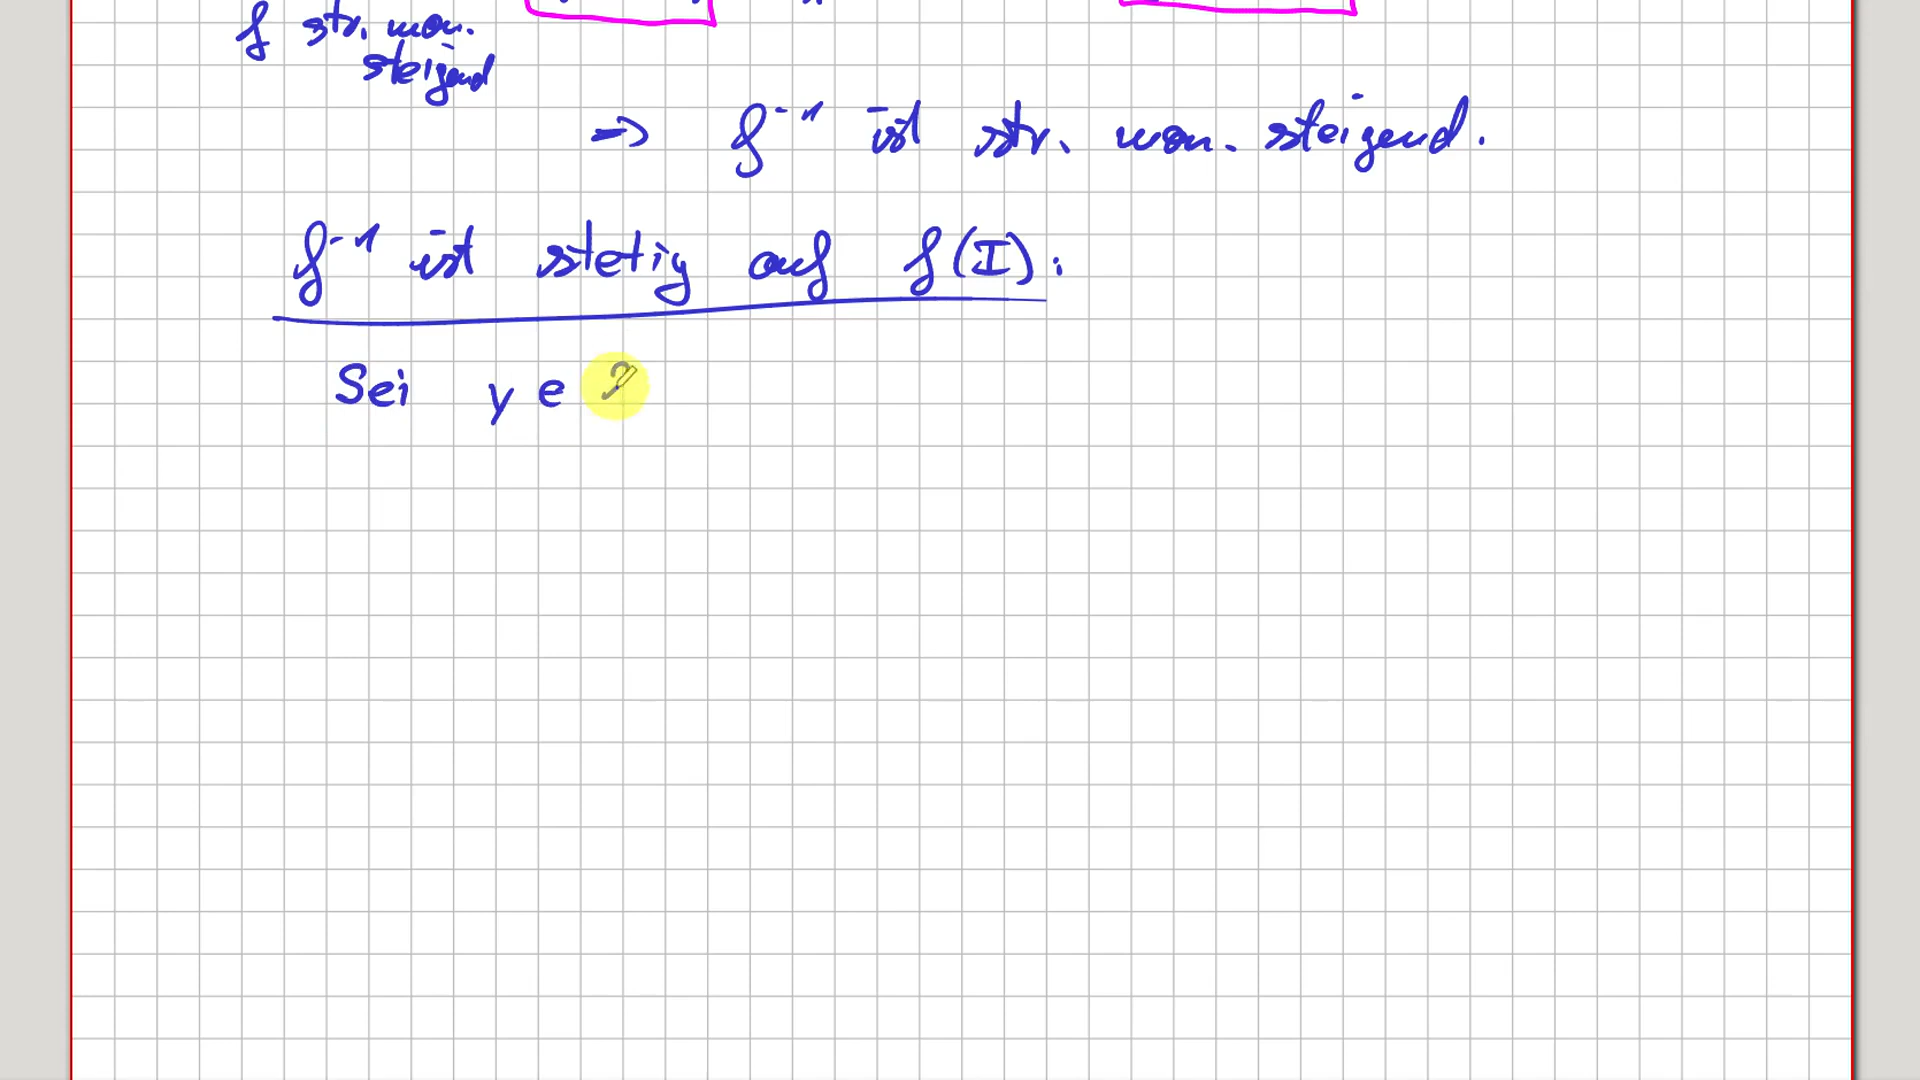 f str. mon.
steigend
=> f⁻¹ ist str. mon. steigend.
f⁻¹ ist stetig auf f(I):
Sei y ∈